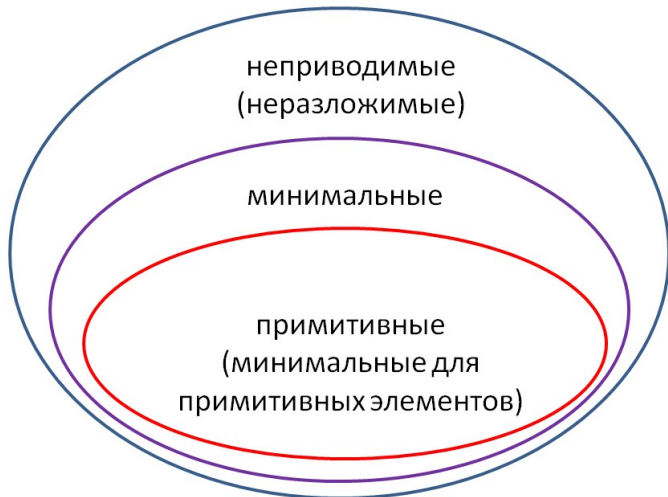 неприводимые
(неразложимые)
минимальные
примитивные
(минимальные для
примитивных элементов)